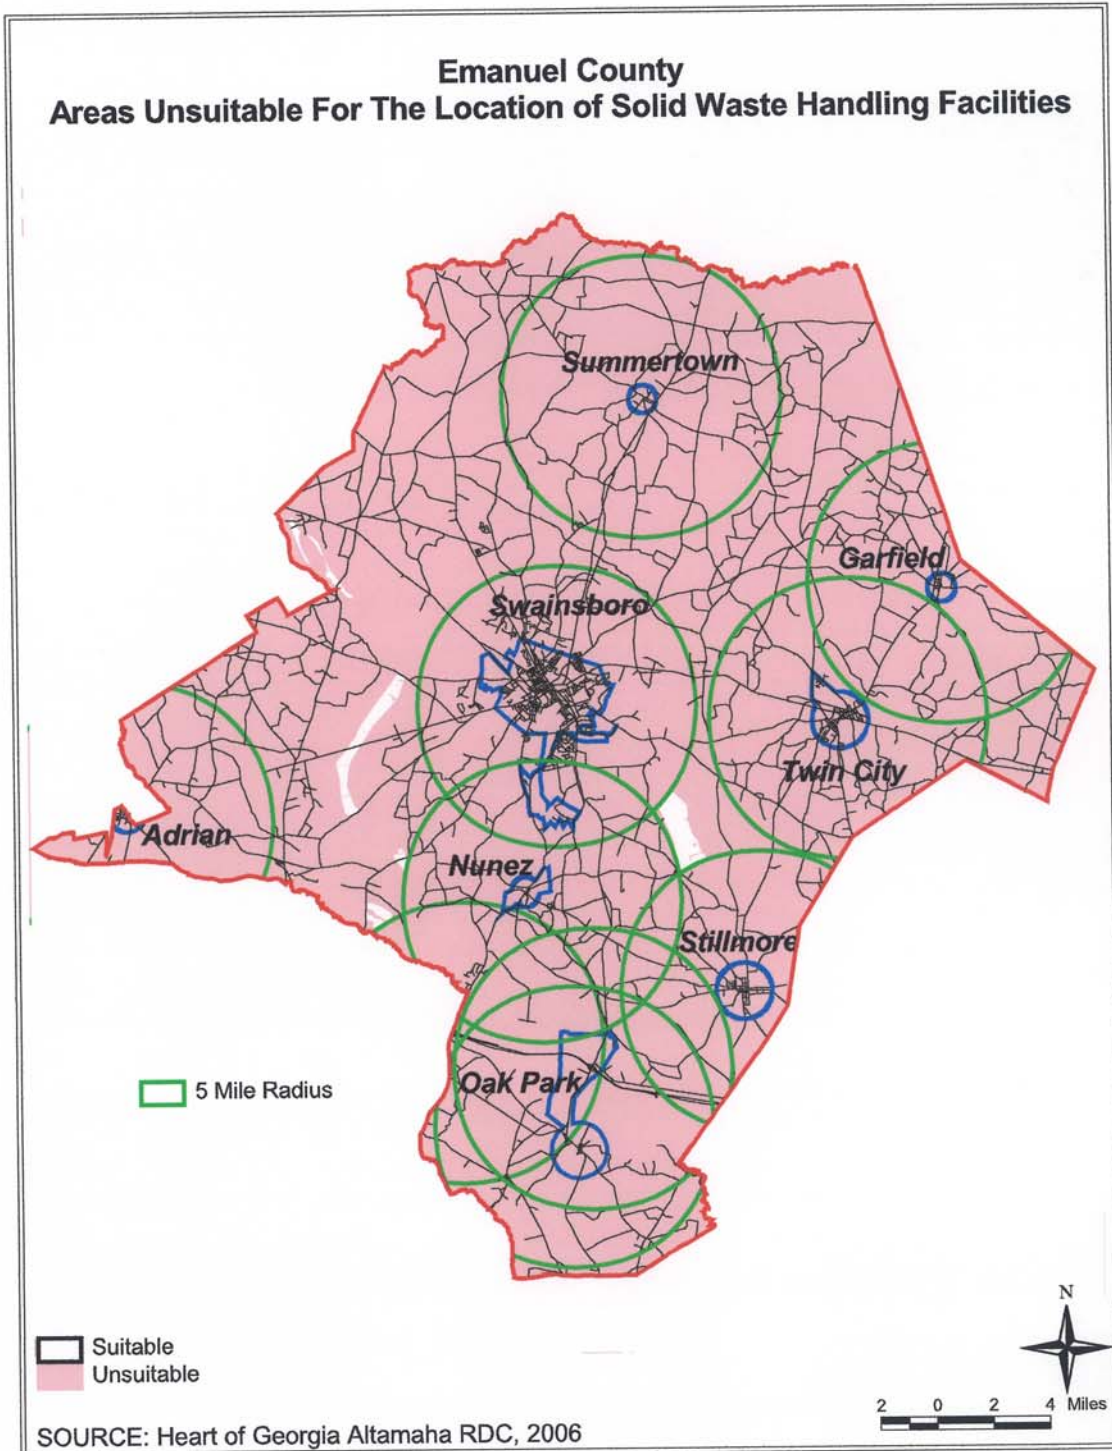 Emanuel County
Areas Unsuitable For The Location of Solid Waste Handling Facilities
Summertown
Garfield
Swainsboro
Twin City
Adrian
Nunez
Stillmore
Oak Park
5 Mile Radius
Suitable
Unsuitable
N
2 0 2 4 Miles
SOURCE: Heart of Georgia Altamaha RDC, 2006